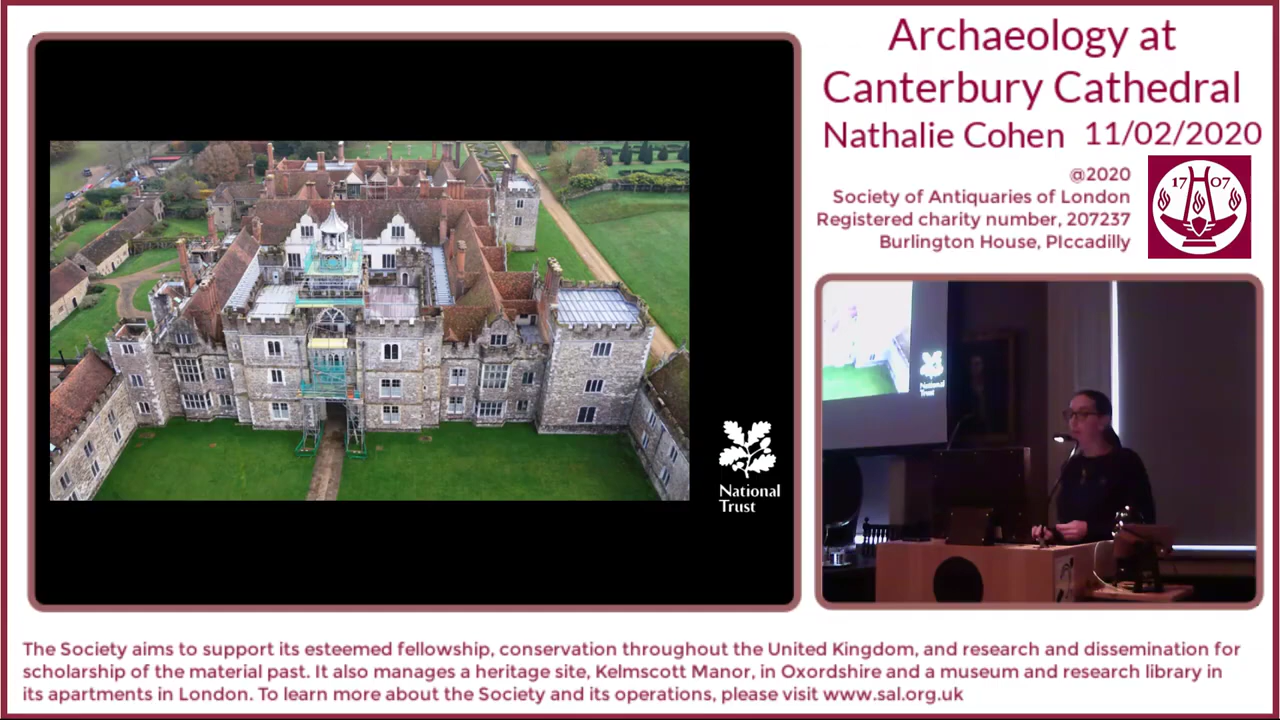 Archaeology at
Canterbury Cathedral
Nathalie Cohen 11/02/2020
@2020
Society of Antiquaries of London
Registered charity number, 207237
Burlington House, PIccadilly
17 07
National
Trust
National
Trust
The Society aims to support its esteemed fellowship, conservation throughout the United Kingdom, and research and dissemination for
scholarship of the material past. It also manages a heritage site, Kelmscott Manor, in Oxordshire and a museum and research library in
its apartments in London. To learn more about the Society and its operations, please visit www.sal.org.uk